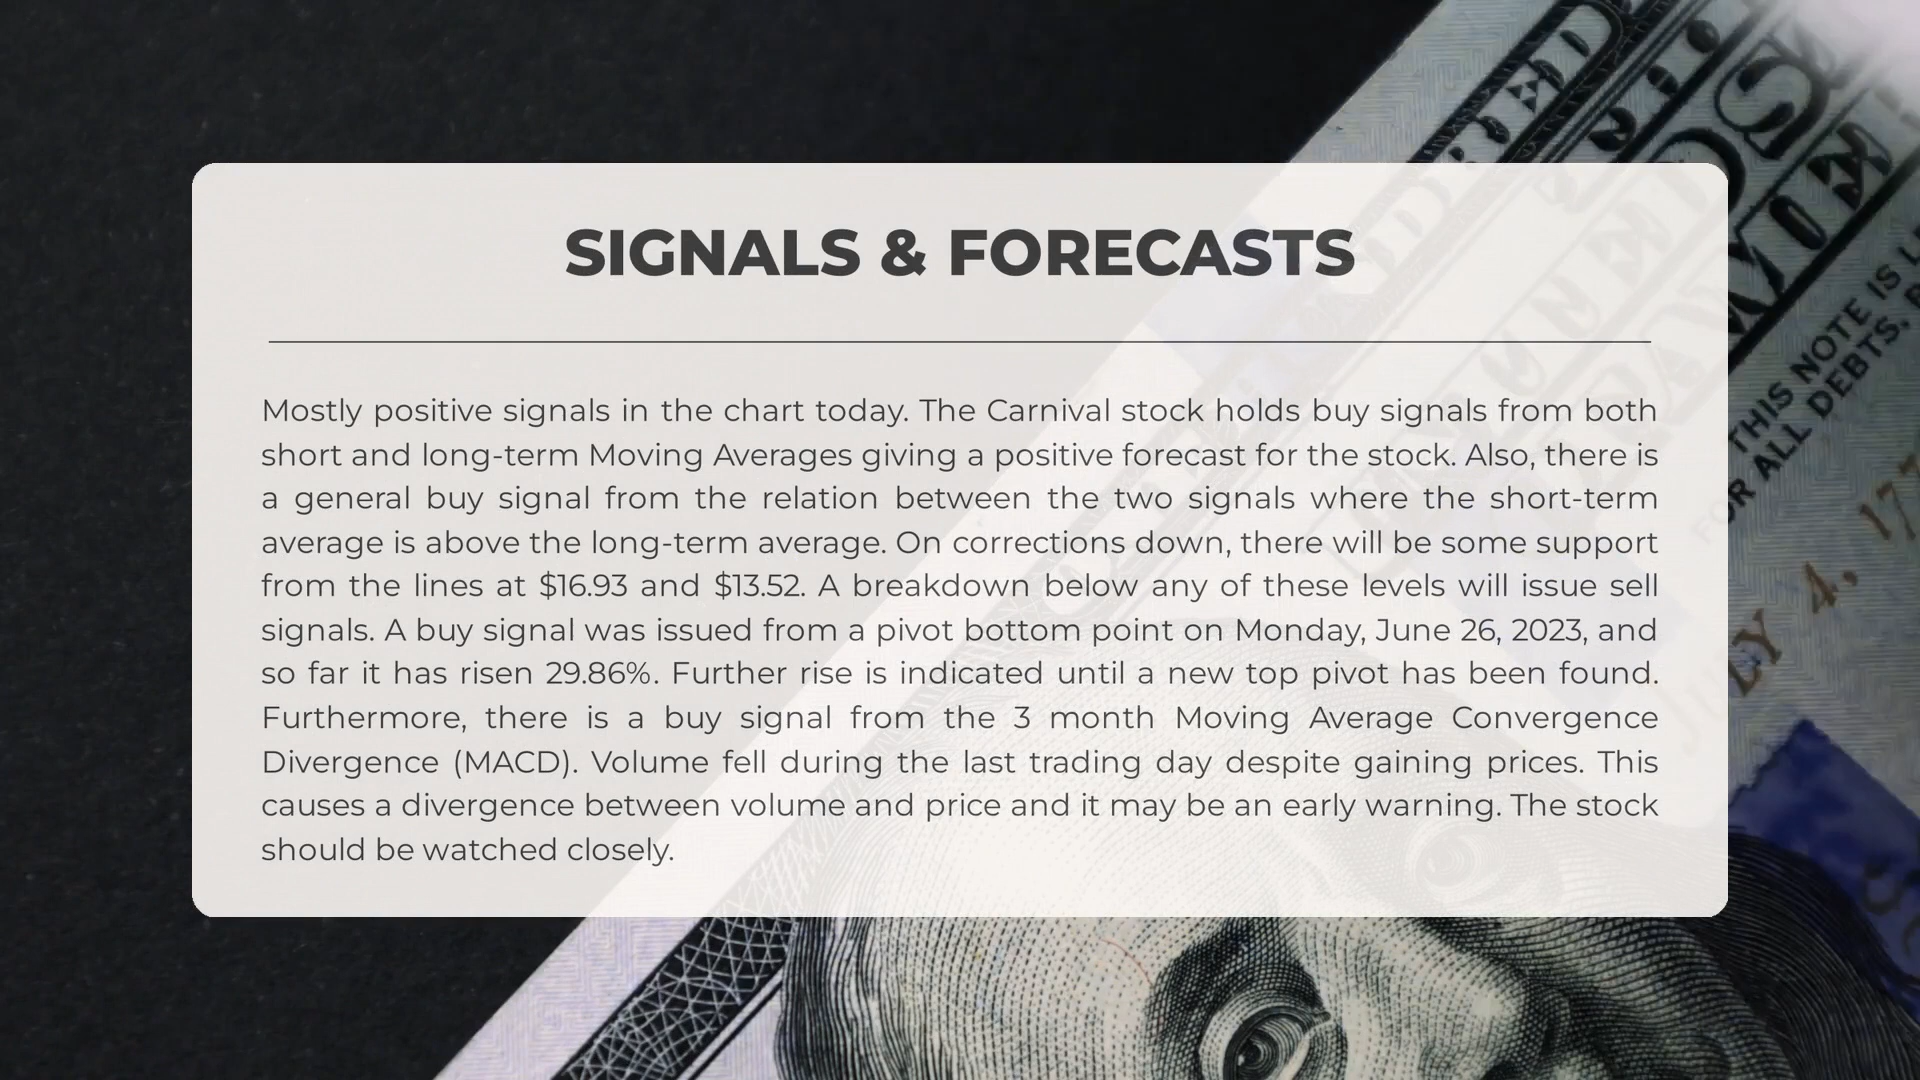 SIGNALS & FORECASTS
Mostly positive signals in the chart today. The Carnival stock holds buy signals from both
short and long-term Moving Averages giving a positive forecast for the stock. Also, there is
a general buy signal from the relation between the two signals where the short-term
average is above the long-term average. On corrections down, there will be some support
from the lines at $16.93 and $13.52. A breakdown below any of these levels will issue sell
signals. A buy signal was issued from a pivot bottom point on Monday, June 26, 2023, and
so far it has risen 29.86%. Further rise is indicated until a new top pivot has been found.
Furthermore, there is a buy signal from the 3 month Moving Average Convergence
Divergence (MACD). Volume fell during the last trading day despite gaining prices. This
causes a divergence between volume and price and it may be an early warning. The stock
should be watched closely.
THIS NOTE IS
FOR ALL DEBTS.
JULY 4, 177